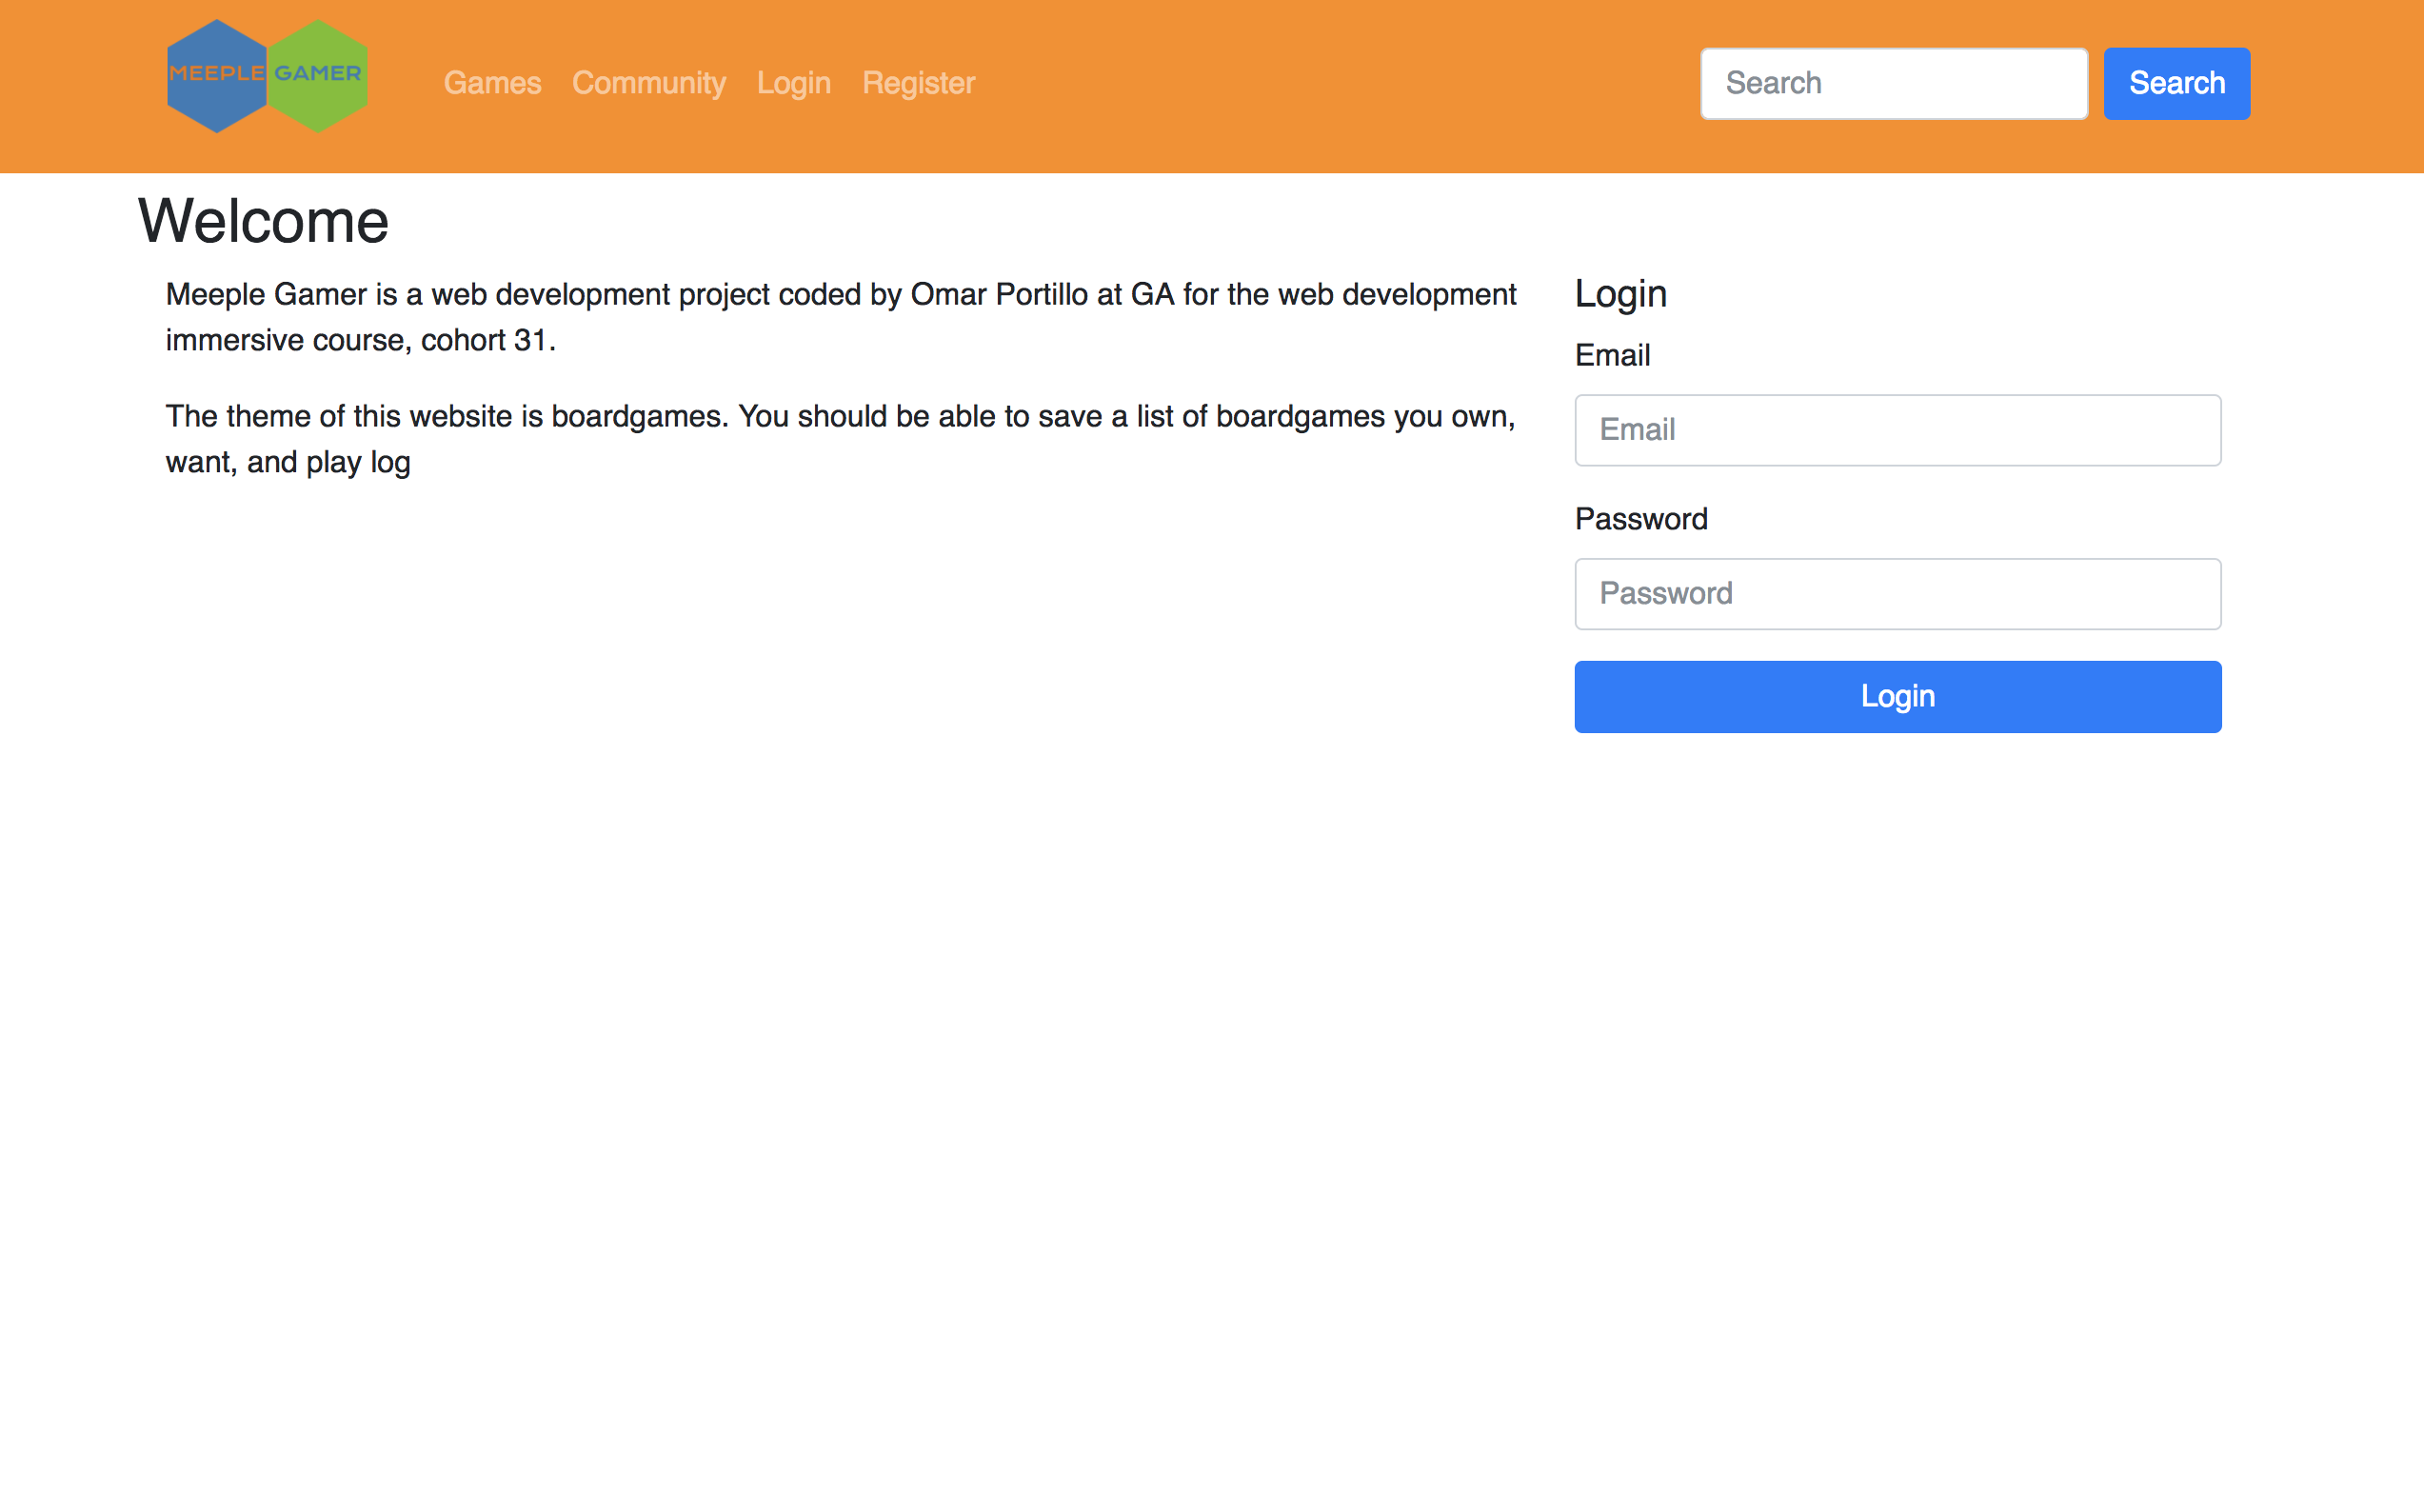 MEEPLE GAMER
Games Community Login Register
Search Search
Welcome
Meeple Gamer is a web development project coded by Omar Portillo at GA for the web development
immersive course, cohort 31.
The theme of this website is boardgames. You should be able to save a list of boardgames you own,
want, and play log
Login
Email
Email
Password
Password
Login